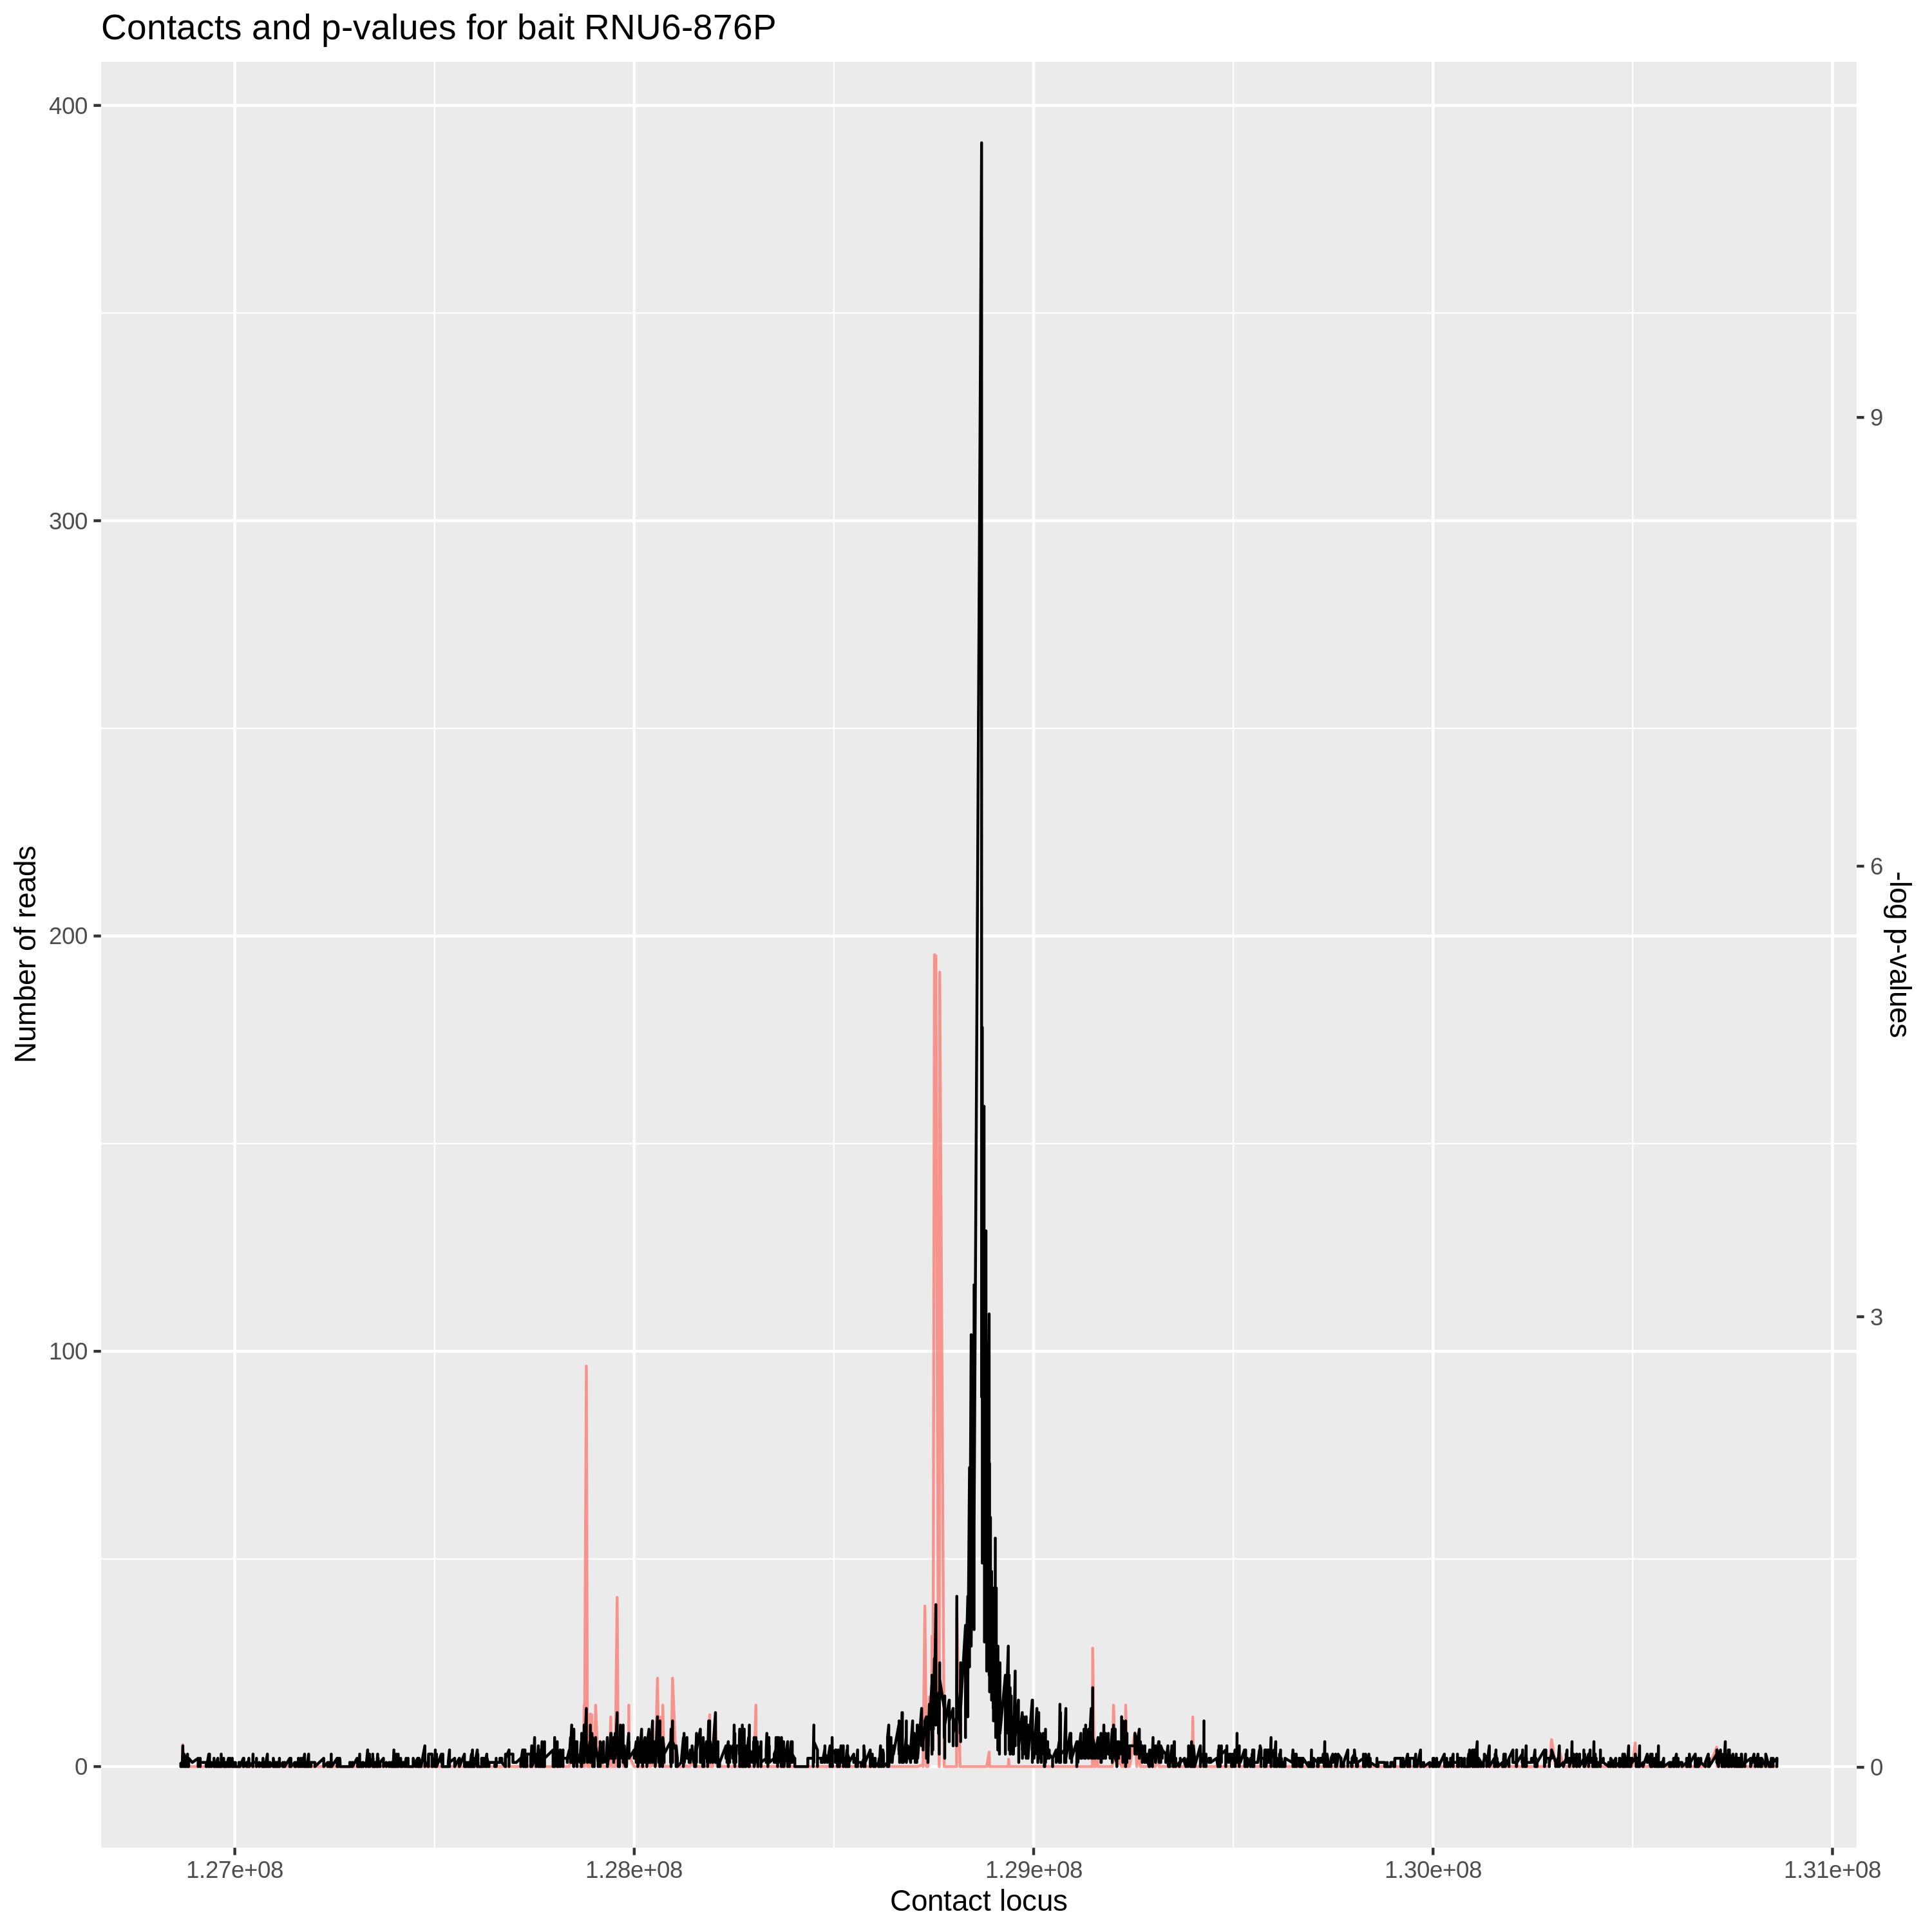 Contacts and p-values for bait RNU6-876P
400
300
200
100
0
Number of reads
9
6
3
0
-log p-values
1.27e+08
1.28e+08
1.29e+08
1.30e+08
1.31e+08
Contact locus